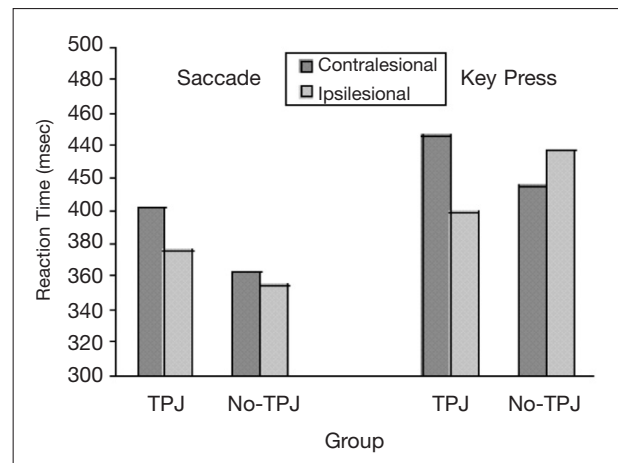 500
480
460
440
450
400
380
360
340
320
300
Reaction Time (msec)
Saccade
Contralesional
Ipsilesional
Key Press
TPJ
No-TPJ
TPJ
No-TPJ
Group